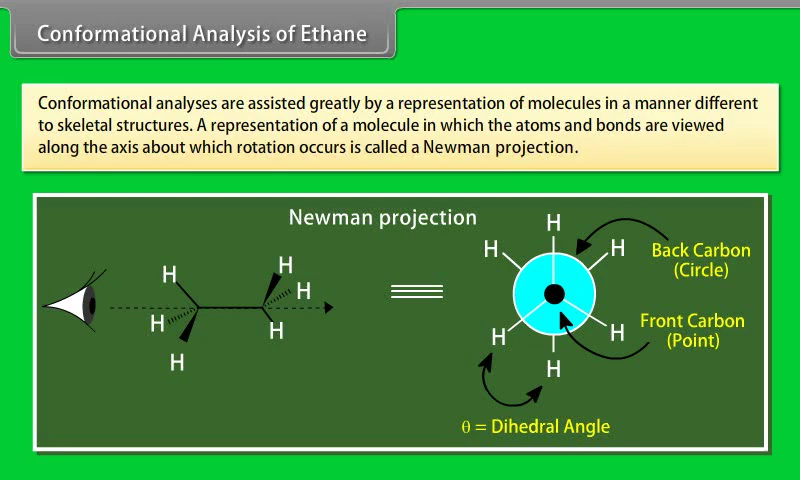 Conformational Analysis of Ethane
Conformational analyses are assisted greatly by a representation of molecules in a manner different
to skeletal structures. A representation of a molecule in which the atoms and bonds are viewed
along the axis about which rotation occurs is called a Newman projection.
Newman projection
H
H
H
H
H
H
H
H
H
H
H
H
Back Carbon
(Circle)
Front Carbon
(Point)
θ = Dihedral Angle